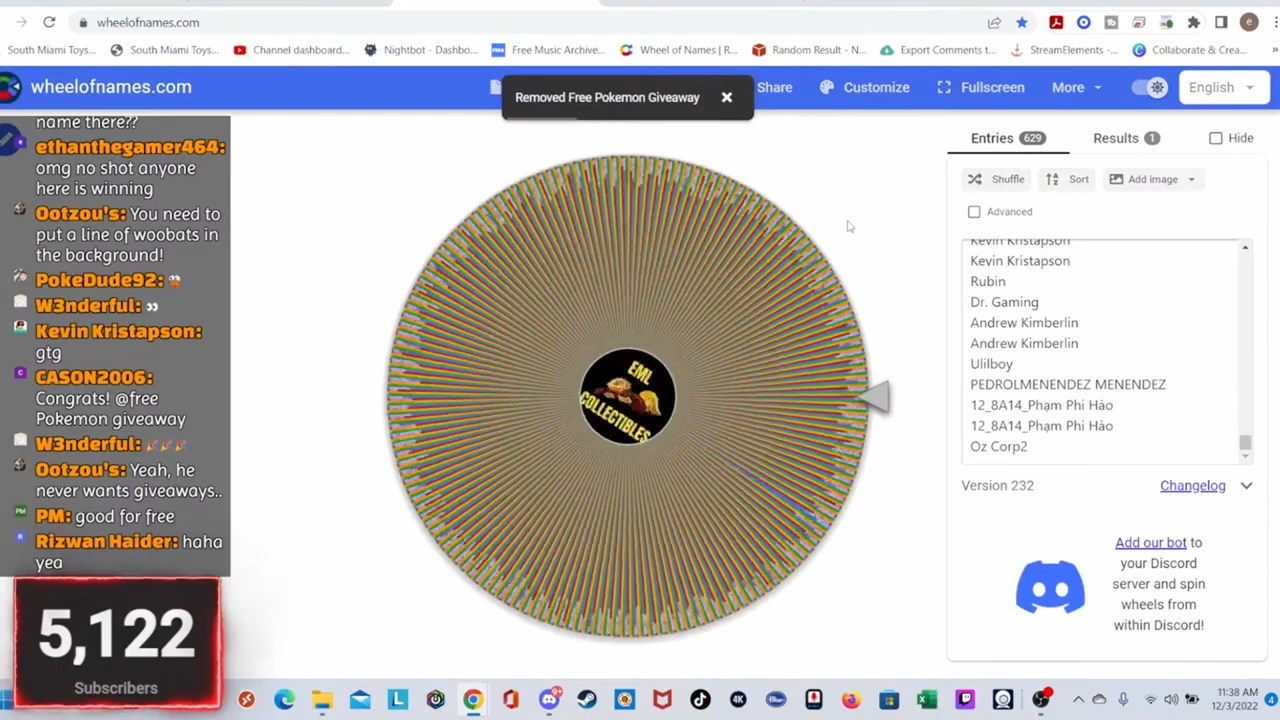 wheelofnames.com
South Miami Toys...
South Miami Toys...
Channel dashboard...
Nightbot - Dashbo...
Free Music Archive...
Wheel of Names | R...
Random Result - N...
Export Comments t...
StreamElements -...
Collaborate & Crea...
wheelofnames.com
Removed Free Pokemon Giveaway
Share
Customize
Fullscreen
More
English
name there??
ethanthegamer464:
omg no shot anyone
here is winning
Ootzou's: You need to
put a line of woobats in
the background!
PokeDude92:
W3nderful: 👀
Kevin Kristapson:
gtg
CASON2006:
Congrats! @free
Pokemon giveaway
W3nderful: 🎉🎉🎉
Ootzou's: Yeah, he
never wants giveaways..
PM: good for free
Rizwan Haider: haha
yea
5,122
Subscribers
EML
COLLECTIBLES
Entries 629
Results 1
Hide
Shuffle
Sort
Add image
Advanced
Kevin Kristapson
Kevin Kristapson
Rubin
Dr. Gaming
Andrew Kimberlin
Andrew Kimberlin
Ulilboy
PEDROLMENENDEZ MENENDEZ
12_8A14_Phạm Phi Hào
12_8A14_Phạm Phi Hào
Oz Corp2
Version 232
Changelog
Add our bot to
your Discord
server and spin
wheels from
within Discord!
11:38 AM
12/3/2022